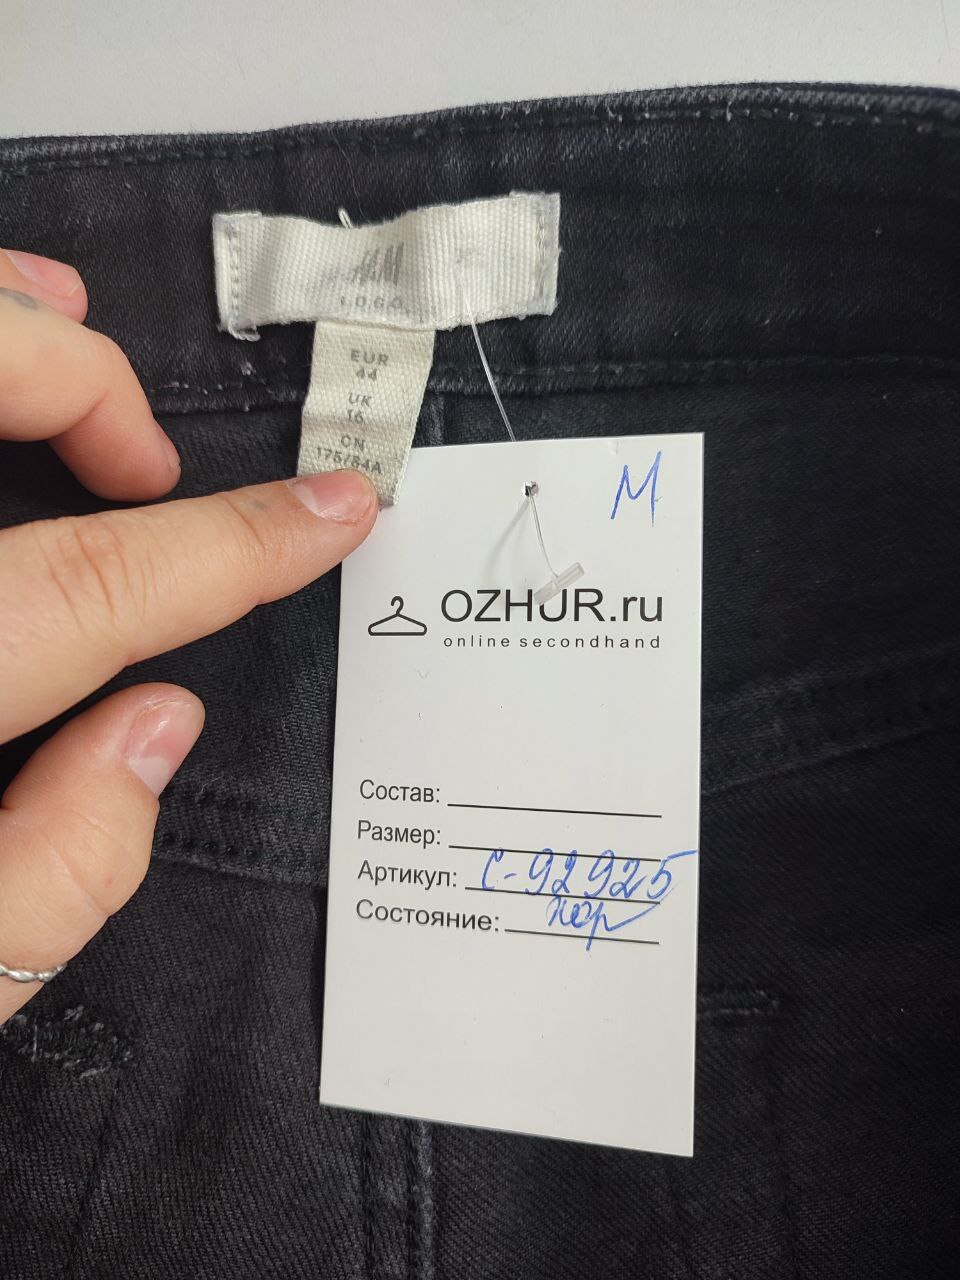 H&M
L.O.G.G.
EUR
44
UK
16
CN
175/84A
M
OZHUR.ru
online secondhand
Состав:
Размер:
Артикул: С-92925
Состояние: хор